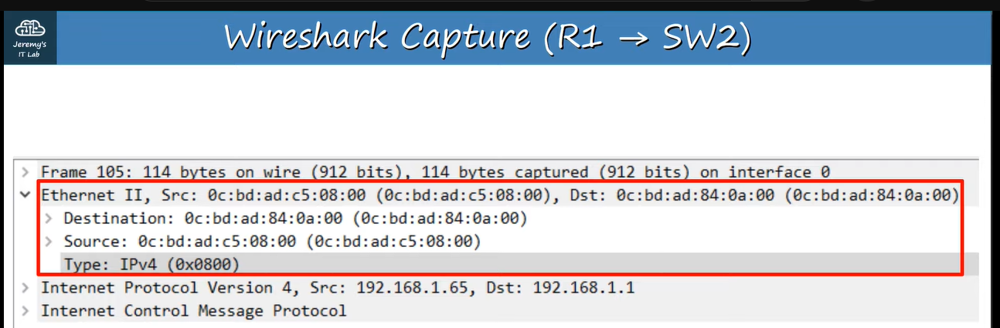 Jeremy's
IT Lab
Wireshark Capture (R1 → SW2)
Frame 105: 114 bytes on wire (912 bits), 114 bytes captured (912 bits) on interface 0
Ethernet II, Src: 0c:bd:ad:c5:08:00 (0c:bd:ad:c5:08:00), Dst: 0c:bd:ad:84:0a:00 (0c:bd:ad:84:0a:00)
Destination: 0c:bd:ad:84:0a:00 (0c:bd:ad:84:0a:00)
Source: 0c:bd:ad:c5:08:00 (0c:bd:ad:c5:08:00)
Type: IPv4 (0x0800)
Internet Protocol Version 4, Src: 192.168.1.65, Dst: 192.168.1.1
Internet Control Message Protocol